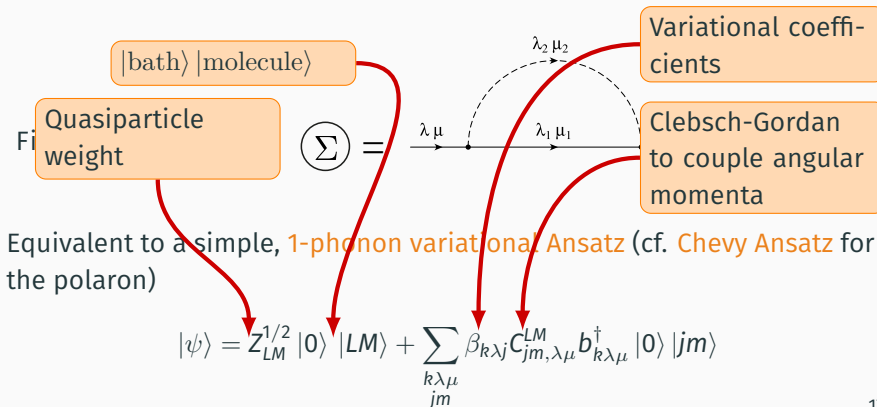 Variational coeffi-
cients
|bath⟩ |molecule⟩
λ₂ μ₂
Quasiparticle
weight
Fi
Σ =
λ μ
λ₁ μ₁
Clebsch-Gordan
to couple angular
momenta
Equivalent to a simple, 1-phonon variational Ansatz (cf. Chevy Ansatz for
the polaron)
|ψ⟩ = Z_{LM}^{1/2} |0⟩ |LM⟩ + ∑_{kλμ jm} β_{kλj} C_{jm,λμ}^{LM} b_{kλμ}^† |0⟩ |jm⟩